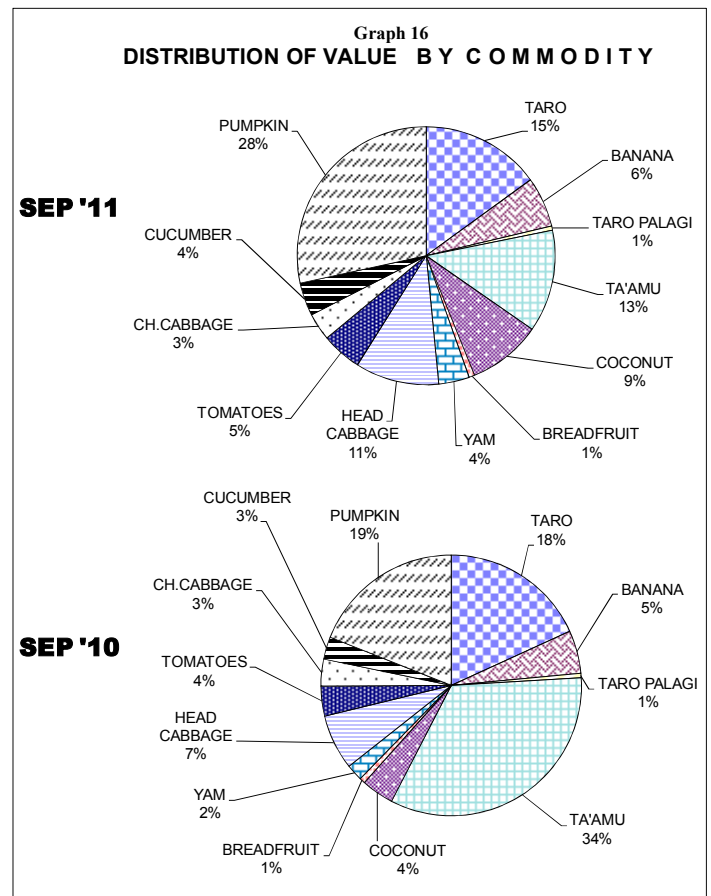 Graph 16
DISTRIBUTION OF VALUE BY COMMODITY
SEP '11
PUMPKIN
28%
TARO
15%
BANANA
6%
TARO PALAGI
1%
TA'AMU
13%
COCONUT
9%
BREADFRUIT
1%
YAM
4%
HEAD
CABBAGE
11%
TOMATOES
5%
CH.CABBAGE
3%
CUCUMBER
4%
SEP '10
PUMPKIN
19%
TARO
18%
BANANA
5%
TARO PALAGI
1%
TA'AMU
34%
COCONUT
4%
BREADFRUIT
1%
YAM
2%
HEAD
CABBAGE
7%
TOMATOES
4%
CH.CABBAGE
3%
CUCUMBER
3%